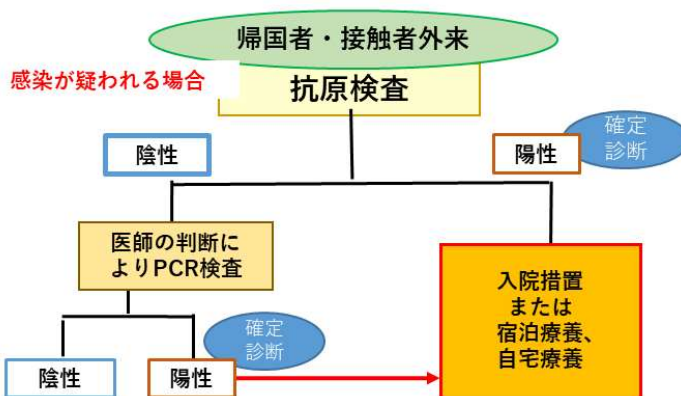 帰国者・接触者外来
感染が疑われる場合
抗原検査
陰性
陽性
確定
診断
医師の判断に
よりPCR検査
入院措置
または
宿泊療養、
自宅療養
確定
診断
陰性
陽性